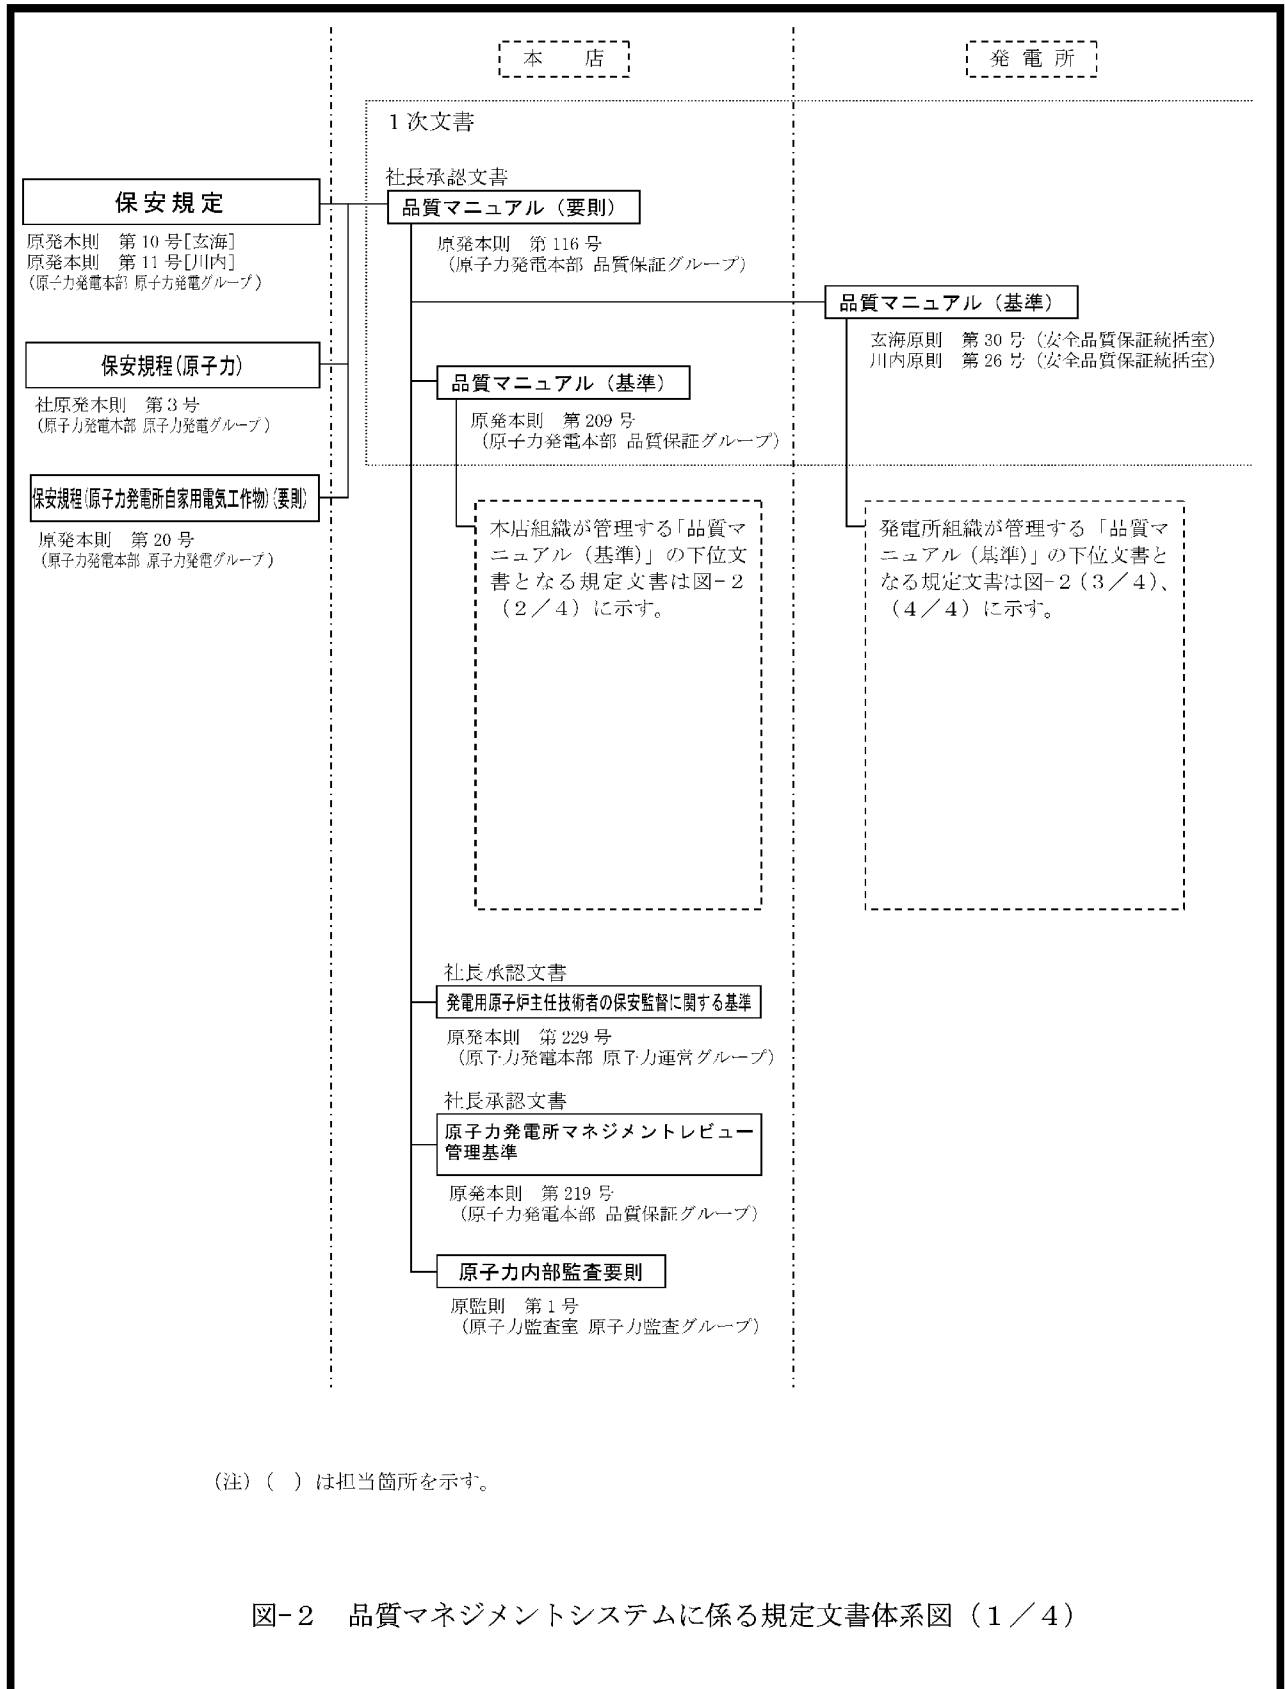 本　店
発 電 所
１次文書
社長承認文書
保安規定
品質マニュアル（要則）
原発本則　第 10 号[玄海]
原発本則　第 11 号[川内]
（原子力発電本部 原子力発電グループ）
原発本則　第 116 号
（原子力発電本部 品質保証グループ）
品質マニュアル（基準）
玄海原則　第 30 号（安全品質保証統括室）
川内原則　第 26 号（安全品質保証統括室）
保安規程(原子力)
社原発本則　第３号
（原子力発電本部 原子力発電グループ）
品質マニュアル（基準）
原発本則　第 209 号
（原子力発電本部 品質保証グループ）
保安規程(原子力発電所自家用電気工作物)(要則)
原発本則　第 20 号
（原子力発電本部 原子力発電グループ）
本店組織が管理する「品質マ
ニュアル（基準）」の下位文
書となる規定文書は図-２
（２／４）に示す。
発電所組織が管理する「品質マ
ニュアル（基準）」の下位文書と
なる規定文書は図-２（３／４）、
（４／４）に示す。
社長承認文書
発電用原子炉主任技術者の保安監督に関する基準
原発本則　第 229 号
（原子力発電本部 原子力運営グループ）
社長承認文書
原子力発電所マネジメントレビュー
管理基準
原発本則　第 219 号
（原子力発電本部 品質保証グループ）
原子力内部監査要則
原監則　第１号
（原子力監査室 原子力監査グループ）
（注）（　）は担当箇所を示す。
図-２　品質マネジメントシステムに係る規定文書体系図（１／４）